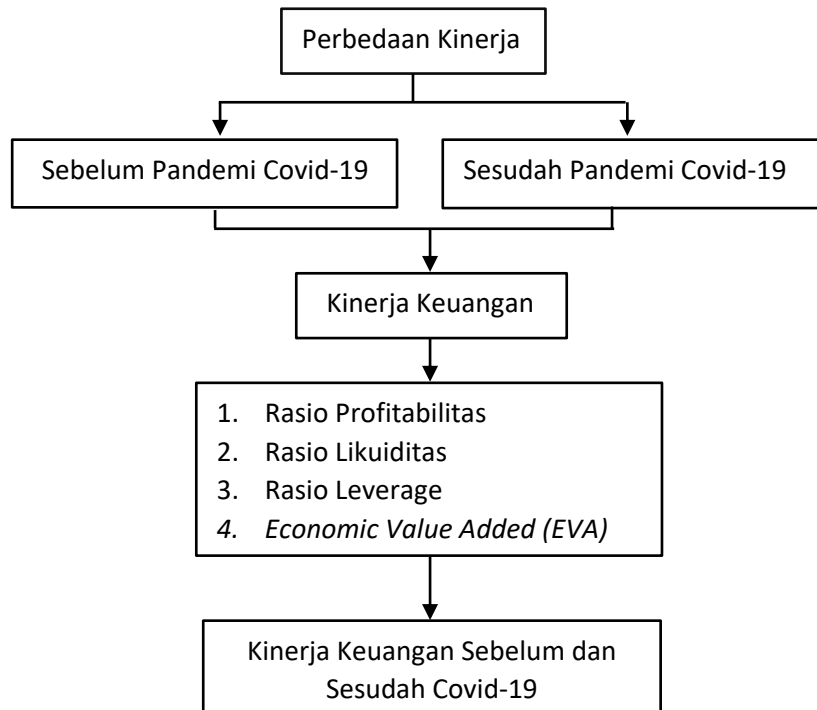 Perbedaan Kinerja
Sebelum Pandemi Covid-19
Sesudah Pandemi Covid-19
Kinerja Keuangan
1. Rasio Profitabilitas
2. Rasio Likuiditas
3. Rasio Leverage
4. Economic Value Added (EVA)
Kinerja Keuangan Sebelum dan
Sesudah Covid-19